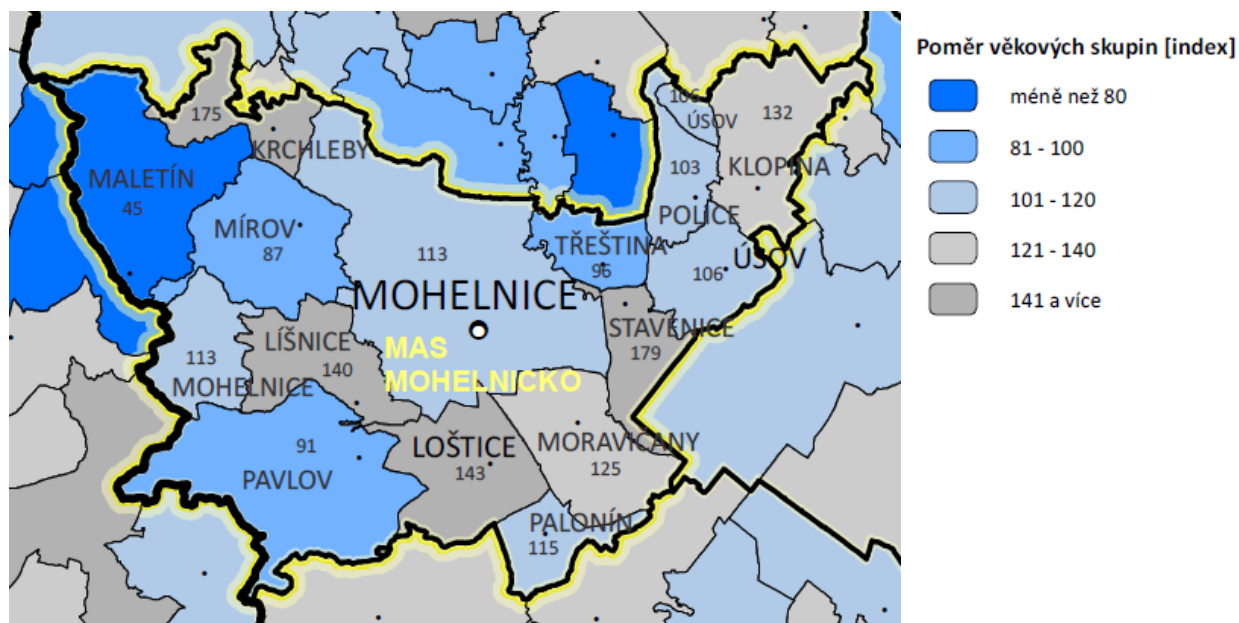 Poměr věkových skupin [index]
méně než 80
81 - 100
101 - 120
121 - 140
141 a více
175
KRCHLEBY
106
ÚSOV
132
KLOPINA
103
POLICE
MALETÍN
45
MÍROV
87
113
MOHELNICE
TŘEŠTINA
96
106
ÚSOV
STAVENICE
179
LÍŠNICE
140
MAS
MOHELNICKO
113
MOHELNICE
91
PAVLOV
LOŠTICE
143
MORAVIČANY
125
PALONÍN
115